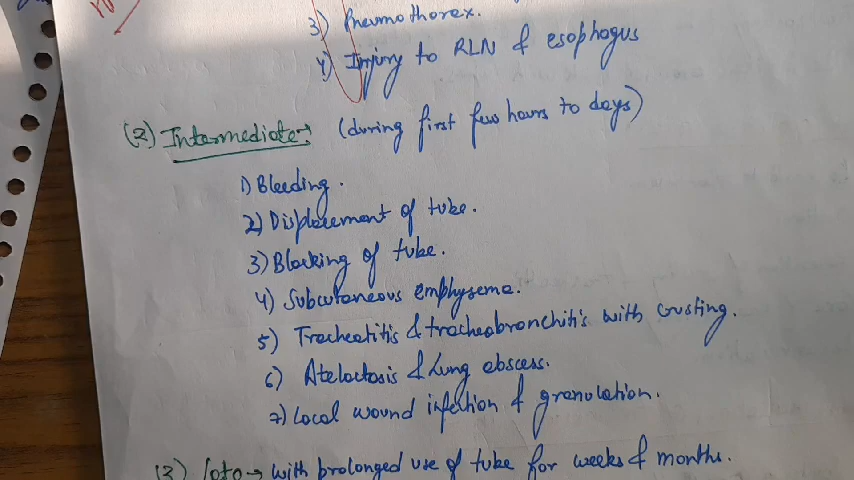 3) Pneumothorax.
4) Injury to RLN & esophagus
(2) Intermediate→ (during first few hours to days)
1) Bleeding.
2) Displacement of tube.
3) Blocking of tube.
4) Subcutaneous emphysema.
5) Tracheatitis & tracheobronchitis with crusting.
6) Atelactosis & Lung abscess.
7) Local wound infection & granulation.
(3) late → with prolonged use of tube for weeks & months.